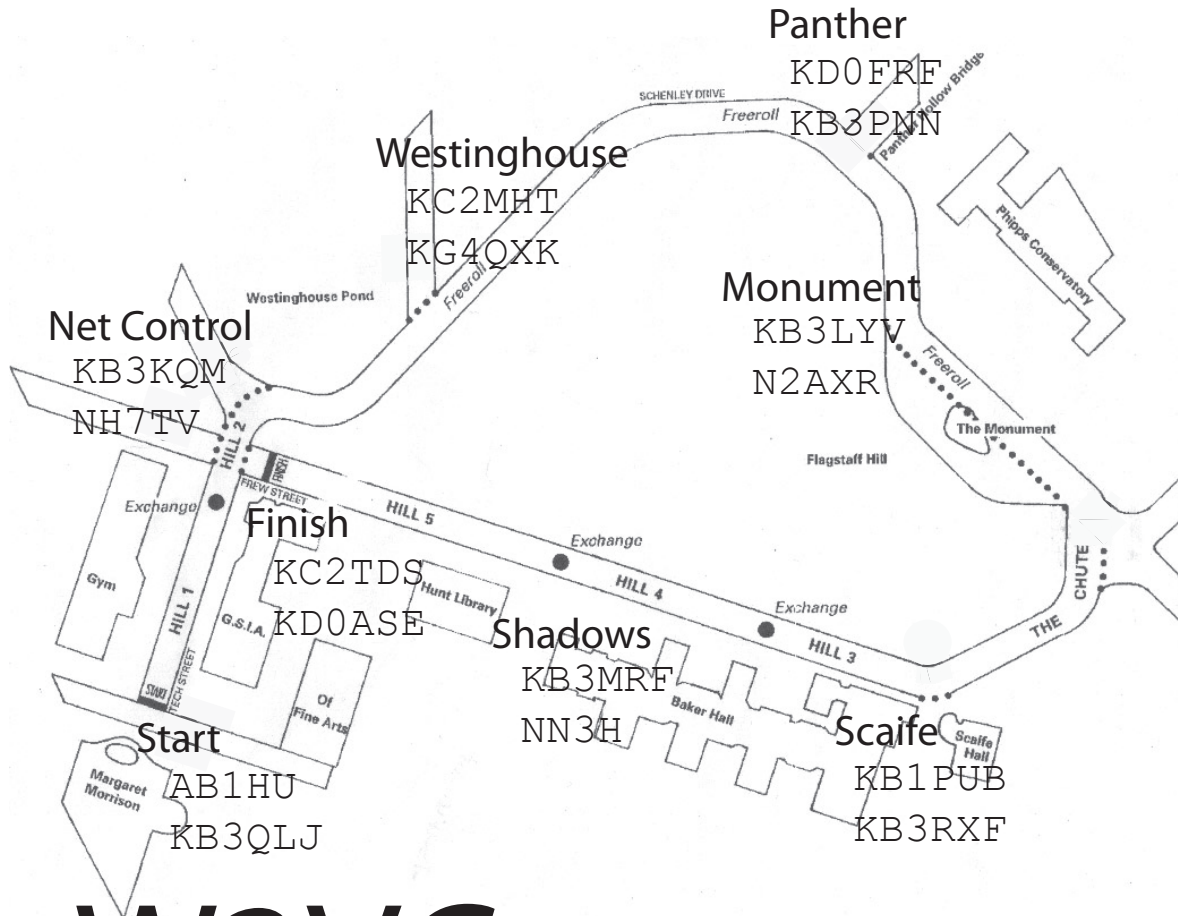 Panther
KD0FRF
KB3PNN
Panther Hollow Bridge
SCHENLEY DRIVE
Freeroll
Westinghouse
KC2MHT
KG4QXK
Freeroll
Phipps Conservatory
Westinghouse Pond
Monument
KB3LYV
N2AXR
Freeroll
The Monument
Flagstaff Hill
Net Control
KB3KQM
NH7TV
HILL 2
FINISH
FREW STREET
Exchange
HILL 5
Finish
KC2TDS
KD0ASE
Exchange
HILL 4
Exchange
HILL 3
THE CHUTE
Gym
HILL 1
G.S.I.A.
Hunt Library
Shadows
KB3MRF
NN3H
Baker Hall
Scaife
KB1PUB
KB3RXF
Scaife
Hall
START
TECH STREET
Of
Fine Arts
Start
AB1HU
KB3QLJ
Margaret
Morrison